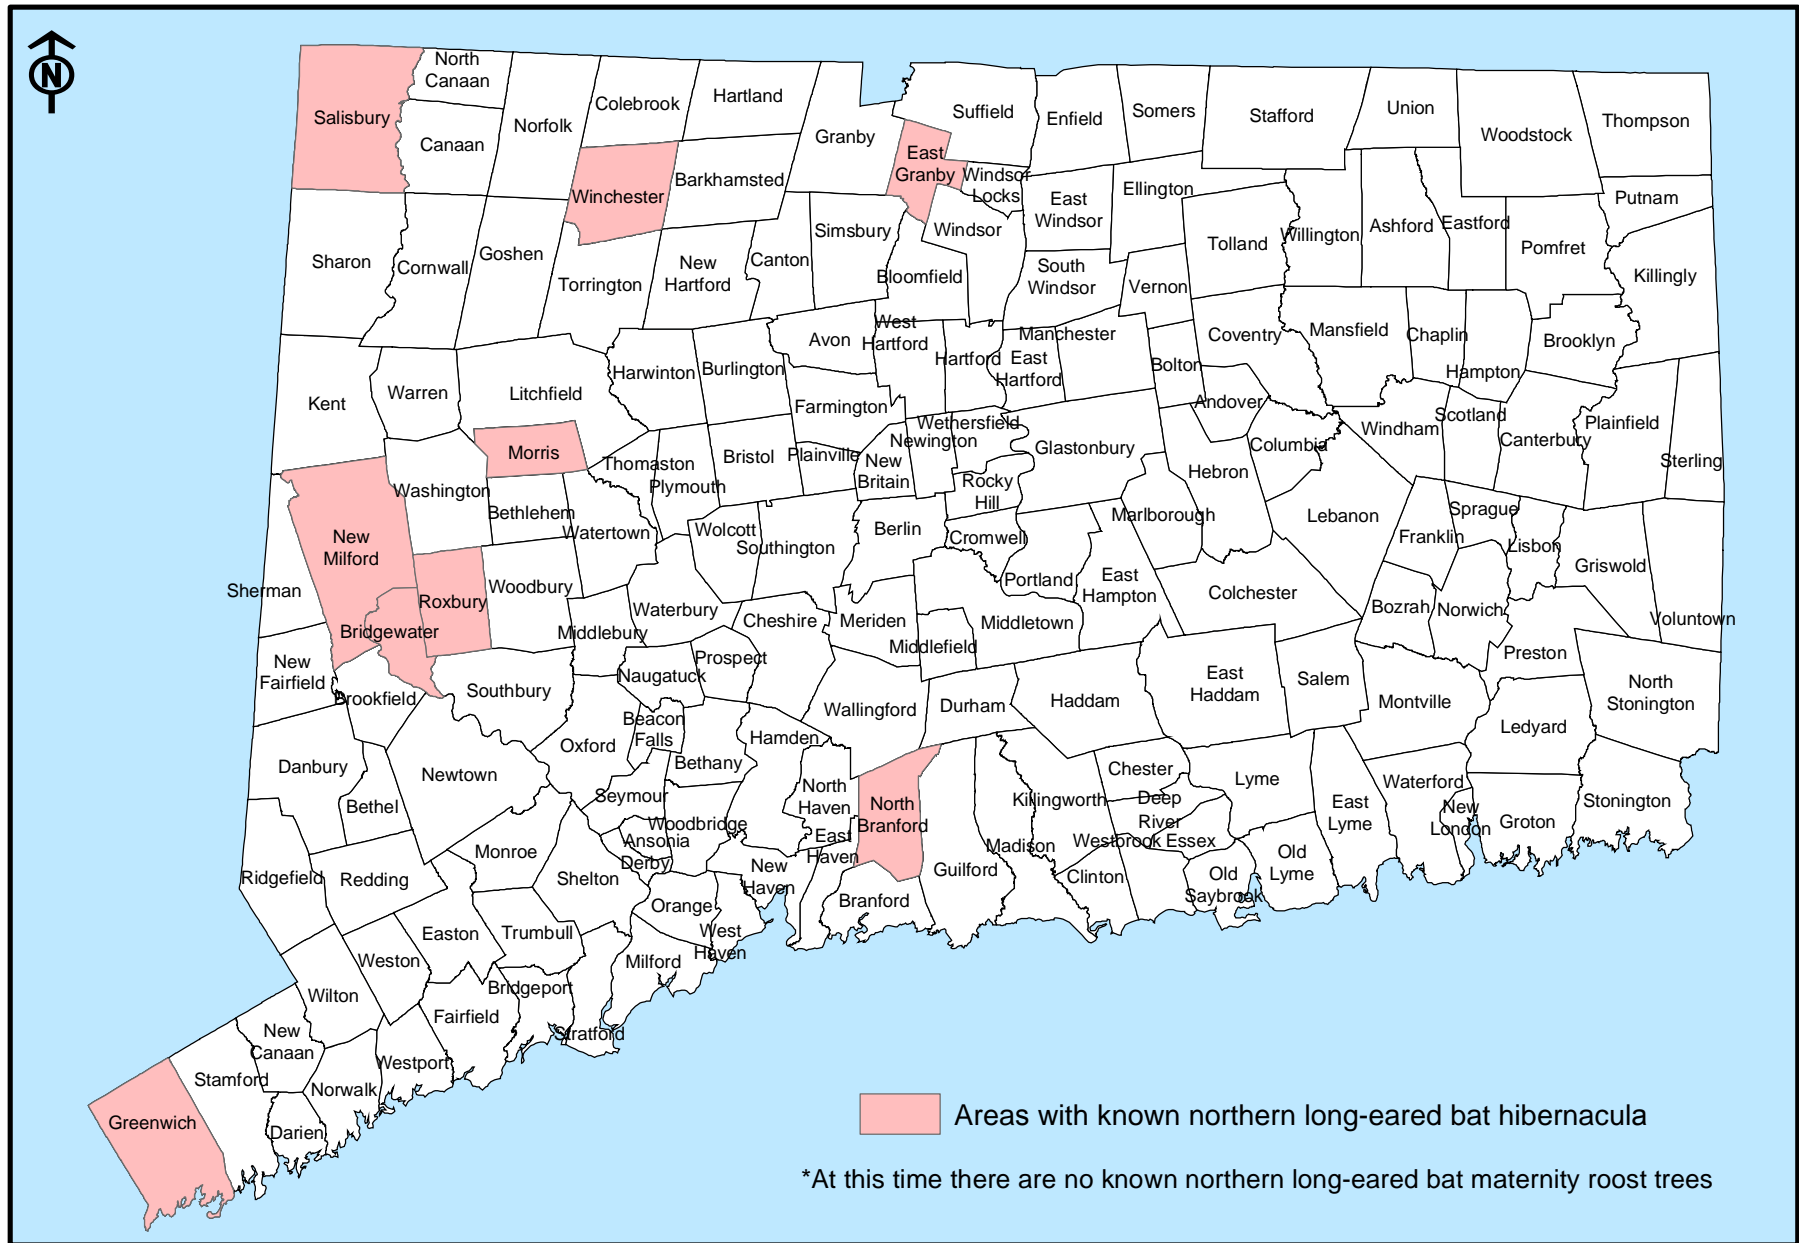 N
North
Canaan
Salisbury
Canaan
Norfolk
Colebrook
Hartland
Granby
Suffield
Enfield
Somers
Stafford
Union
Woodstock
Thompson
East
Granby
Windsor
Locks
Winchester
Barkhamsted
East
Windsor
Ellington
Putnam
Sharon
Cornwall
Goshen
Torrington
New
Hartford
Canton
Simsbury
Bloomfield
Windsor
South
Windsor
Vernon
Tolland
Willington
Ashford
Eastford
Pomfret
Killingly
Kent
Warren
Litchfield
Harwinton
Burlington
Avon
West
Hartford
Hartford
East
Hartford
Manchester
Bolton
Coventry
Mansfield
Chaplin
Hampton
Brooklyn
Morris
Farmington
Wethersfield
Newington
Glastonbury
Andover
Columbia
Hebron
Windham
Scotland
Canterbury
Plainfield
Sterling
Washington
Bethlehem
Thomaston
Plymouth
Bristol
Plainville
New
Britain
Rocky
Hill
Watertown
Wolcott
Southington
Berlin
Cromwell
Marlborough
Lebanon
Franklin
Sprague
Lisbon
Griswold
Voluntown
New
Milford
Sherman
Bridgewater
Roxbury
Woodbury
Middlebury
Waterbury
Cheshire
Meriden
Middlefield
Middletown
Portland
East
Hampton
Colchester
Bozrah
Norwich
Preston
North
Stonington
New
Fairfield
Brookfield
Southbury
Naugatuck
Prospect
Wallingford
Durham
Haddam
East
Haddam
Salem
Montville
Ledyard
Danbury
Bethel
Newtown
Oxford
Beacon
Falls
Bethany
Hamden
North
Haven
North
Branford
Killingworth
Chester
Deep
River
Essex
Westbrook
Lyme
East
Lyme
Waterford
New
London
Groton
Stonington
Seymour
Woodbridge
Ansonia
Derby
East
Haven
Madison
Guilford
Clinton
Old
Saybrook
Old
Lyme
Ridgefield
Redding
Monroe
Shelton
New
Haven
Branford
Orange
West
Haven
Milford
Easton
Trumbull
Weston
Wilton
Bridgeport
Fairfield
Stratford
New
Canaan
Stamford
Norwalk
Westport
Darien
Greenwich
Areas with known northern long-eared bat hibernacula
*At this time there are no known northern long-eared bat maternity roost trees